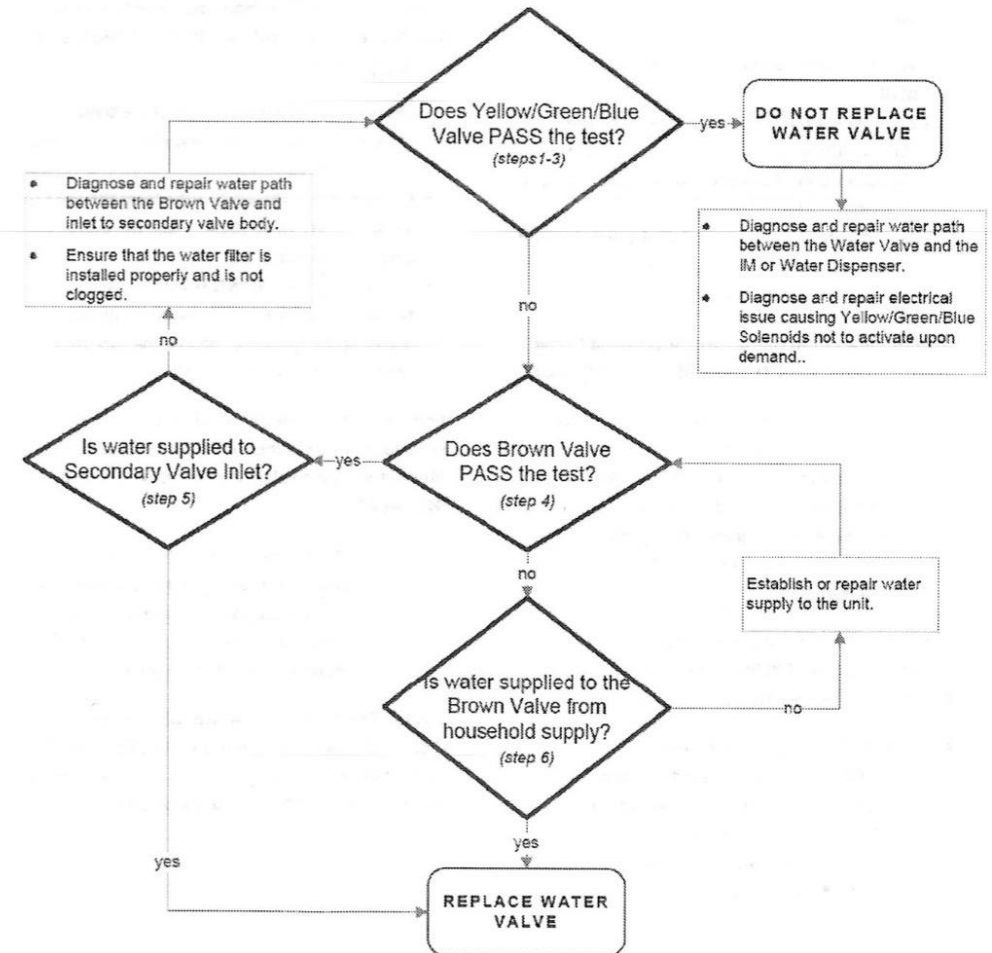 Does Yellow/Green/Blue
Valve PASS the test?
(steps1-3)
yes
DO NOT REPLACE
WATER VALVE
• Diagnose and repair water path
between the Brown Valve and
inlet to secondary valve body.
• Ensure that the water filter is
installed properly and is not
clogged.
• Diagnose and repair water path
between the Water Valve and the
IM or Water Dispenser.
• Diagnose and repair electrical
issue causing Yellow/Green/Blue
Solenoids not to activate upon
demand..
no
no
Is water supplied to
Secondary Valve Inlet?
(step 5)
yes
Does Brown Valve
PASS the test?
(step 4)
no
Establish or repair water
supply to the unit.
Is water supplied to the
Brown Valve from
household supply?
(step 6)
no
yes
yes
REPLACE WATER
VALVE